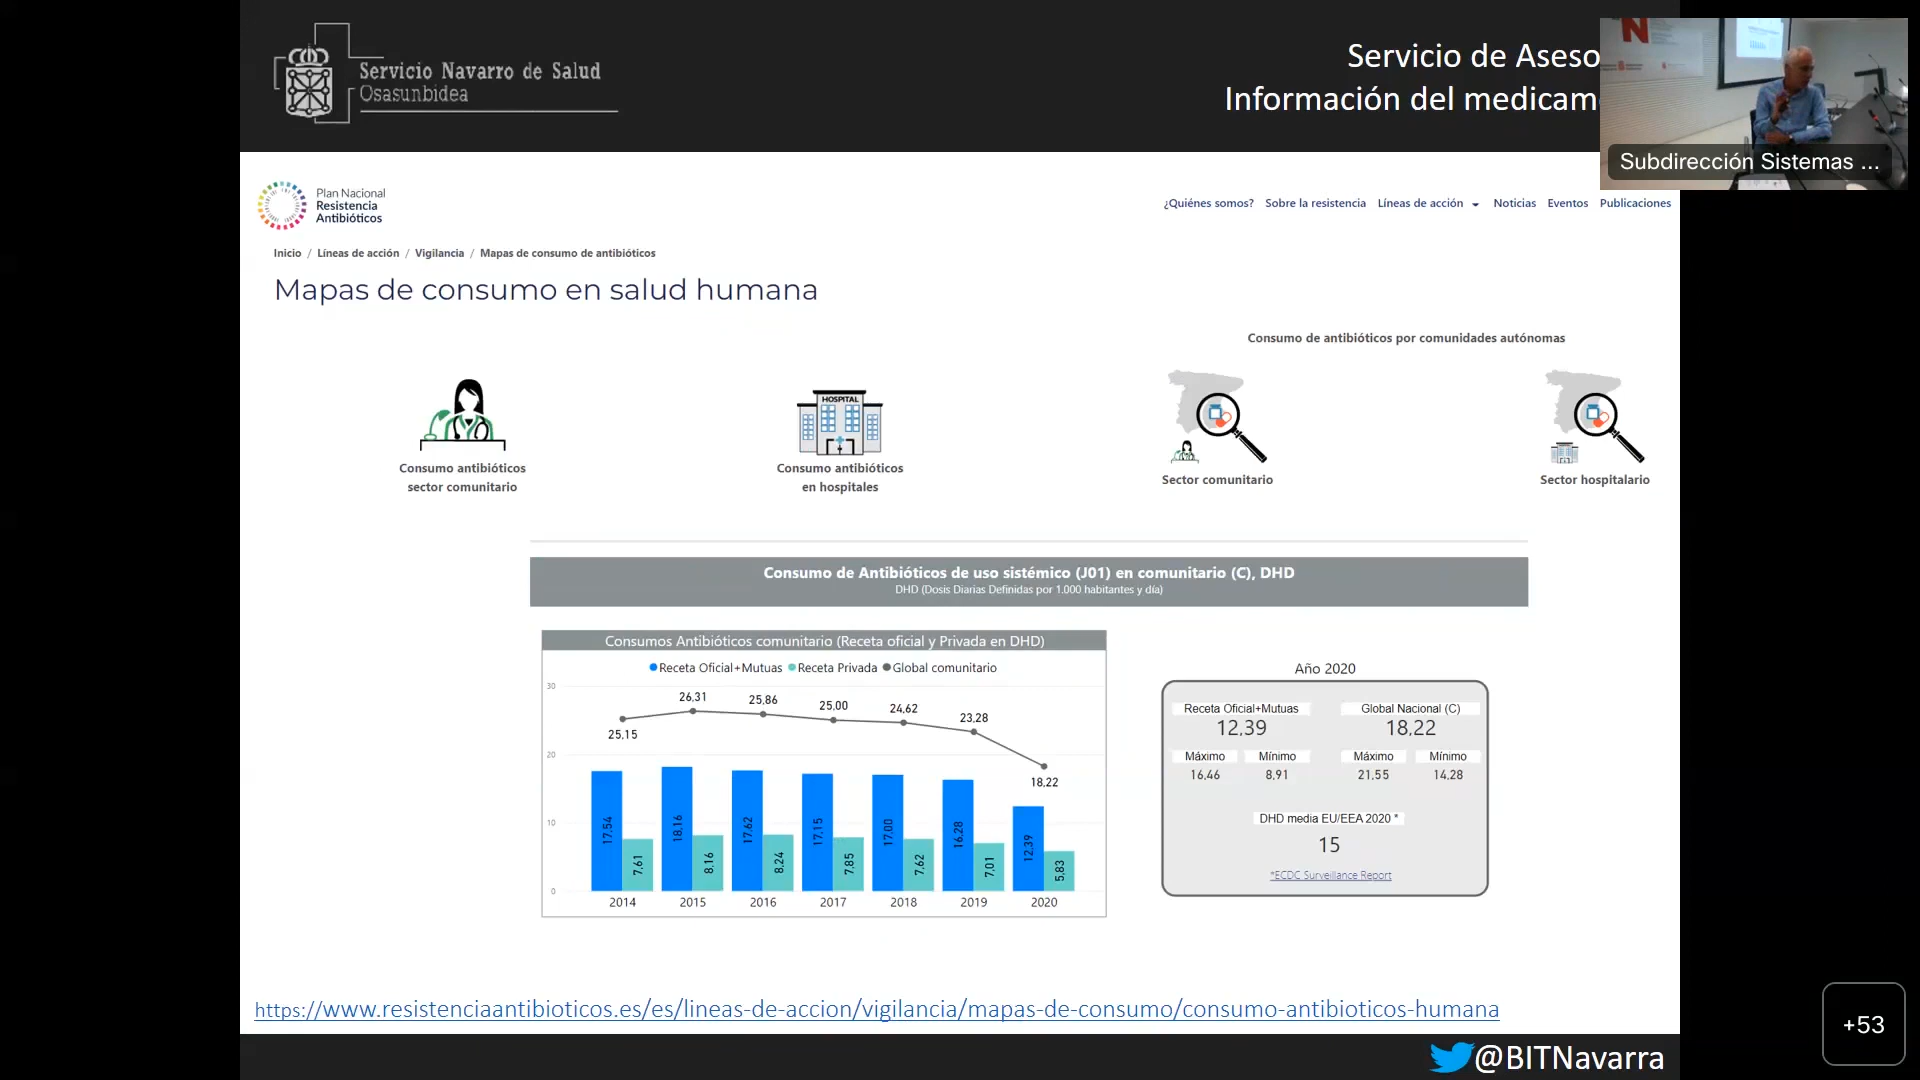 Servicio Navarro de Salud
Osasunbidea
Servicio de Aseso
Información del medicam
N
Subdirección Sistemas ...
Plan Nacional
Resistencia
Antibióticos
¿Quiénes somos? Sobre la resistencia Líneas de acción Noticias Eventos Publicaciones
Inicio / Líneas de acción / Vigilancia / Mapas de consumo de antibióticos
Mapas de consumo en salud humana
Consumo de antibióticos por comunidades autónomas
HOSPITAL
Consumo antibióticos
sector comunitario
Consumo antibióticos
en hospitales
Sector comunitario
Sector hospitalario
Consumo de Antibióticos de uso sistémico (J01) en comunitario (C), DHD
DHD (Dosis Diarias Definidas por 1.000 habitantes y día)
Consumos Antibióticos comunitario (Receta oficial y Privada en DHD)
Receta Oficial+Mutuas Receta Privada Global comunitario
30
20
10
0
25,15
26,31
25,86
25,00
24,62
23,28
18,22
17,54
7,61
18,16
8,16
17,62
8,24
17,15
7,85
17,00
7,62
16,28
7,01
12,39
5,83
2014 2015 2016 2017 2018 2019 2020
Año 2020
Receta Oficial+Mutuas Global Nacional (C)
12,39 18,22
Máximo Mínimo Máximo Mínimo
16,46 8,91 21,55 14,28
DHD media EU/EEA 2020 *
15
*ECDC Surveillance Report
https://www.resistenciaantibioticos.es/es/lineas-de-accion/vigilancia/mapas-de-consumo/consumo-antibioticos-humana
@BITNavarra
+53